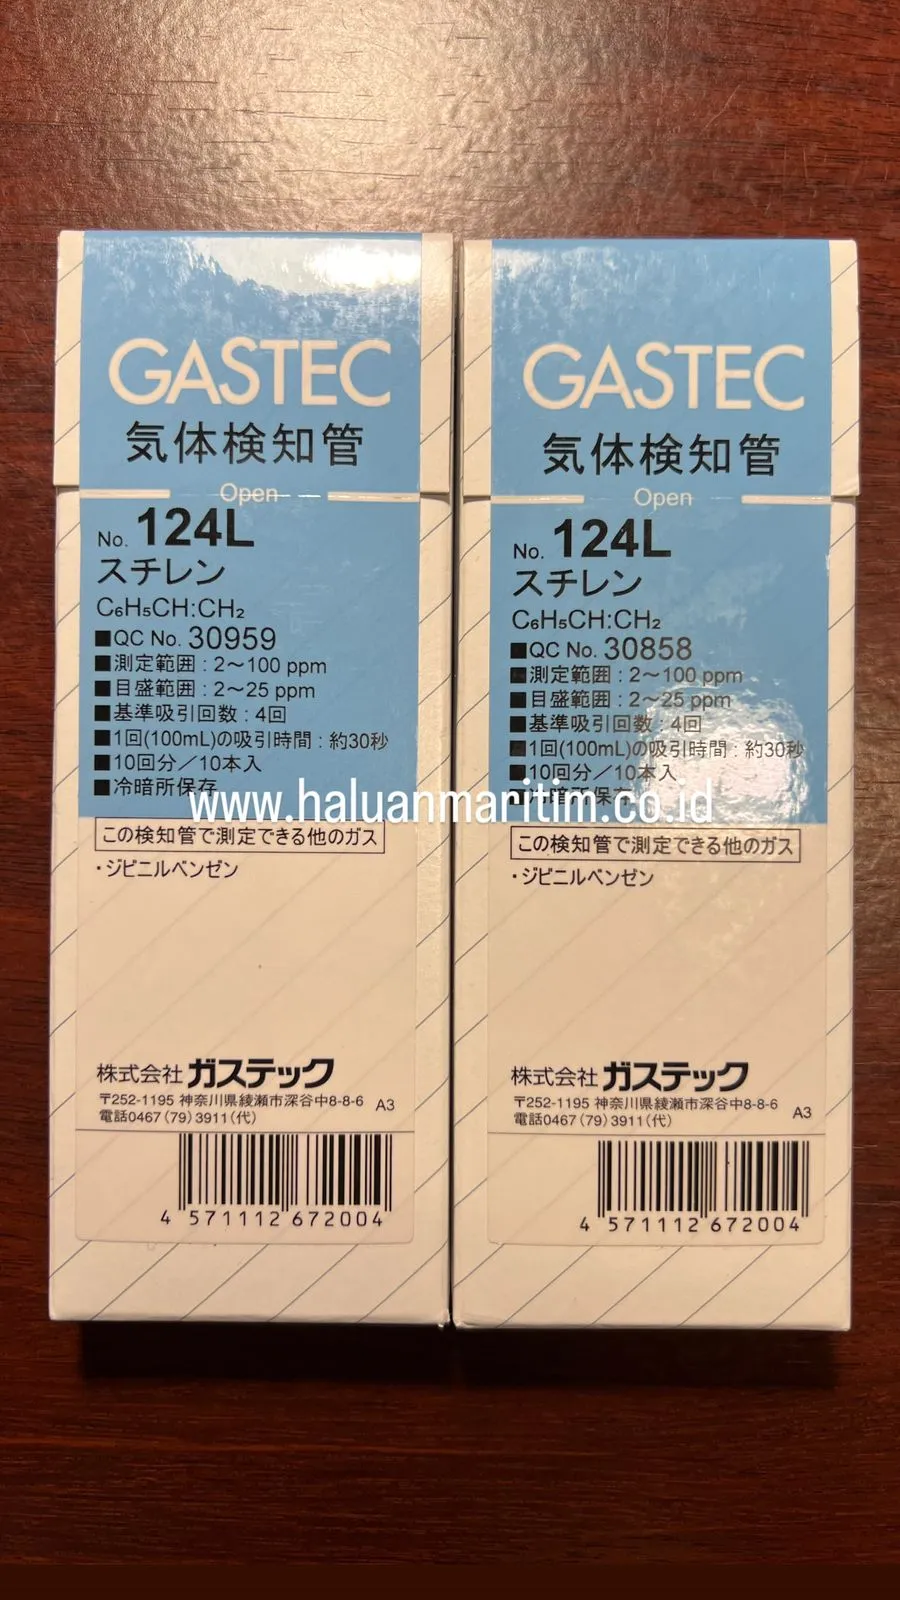 GASTEC
気体検知管
Open
No. 124L
スチレン
C₆H₅CH:CH₂
■QC No. 30959
■測定範囲 : 2～100 ppm
■目盛範囲 : 2～25 ppm
■基準吸引回数 : 4回
■1回(100mL)の吸引時間 : 約30秒
■10回分／10本入
■冷暗所保存
この検知管で測定できる他のガス
・ジビニルベンゼン
株式会社 ガステック
〒252-1195 神奈川県綾瀬市深谷中8-8-6 A3
電話0467(79)3911(代)
4 571112 672004
GASTEC
気体検知管
Open
No. 124L
スチレン
C₆H₅CH:CH₂
■QC No. 30858
■測定範囲 : 2～100 ppm
■目盛範囲 : 2～25 ppm
■基準吸引回数 : 4回
■1回(100mL)の吸引時間 : 約30秒
■10回分／10本入
■冷暗所保存
この検知管で測定できる他のガス
・ジビニルベンゼン
株式会社 ガステック
〒252-1195 神奈川県綾瀬市深谷中8-8-6 A3
電話0467(79)3911(代)
4 571112 672004
www.haluanmaritim.co.id